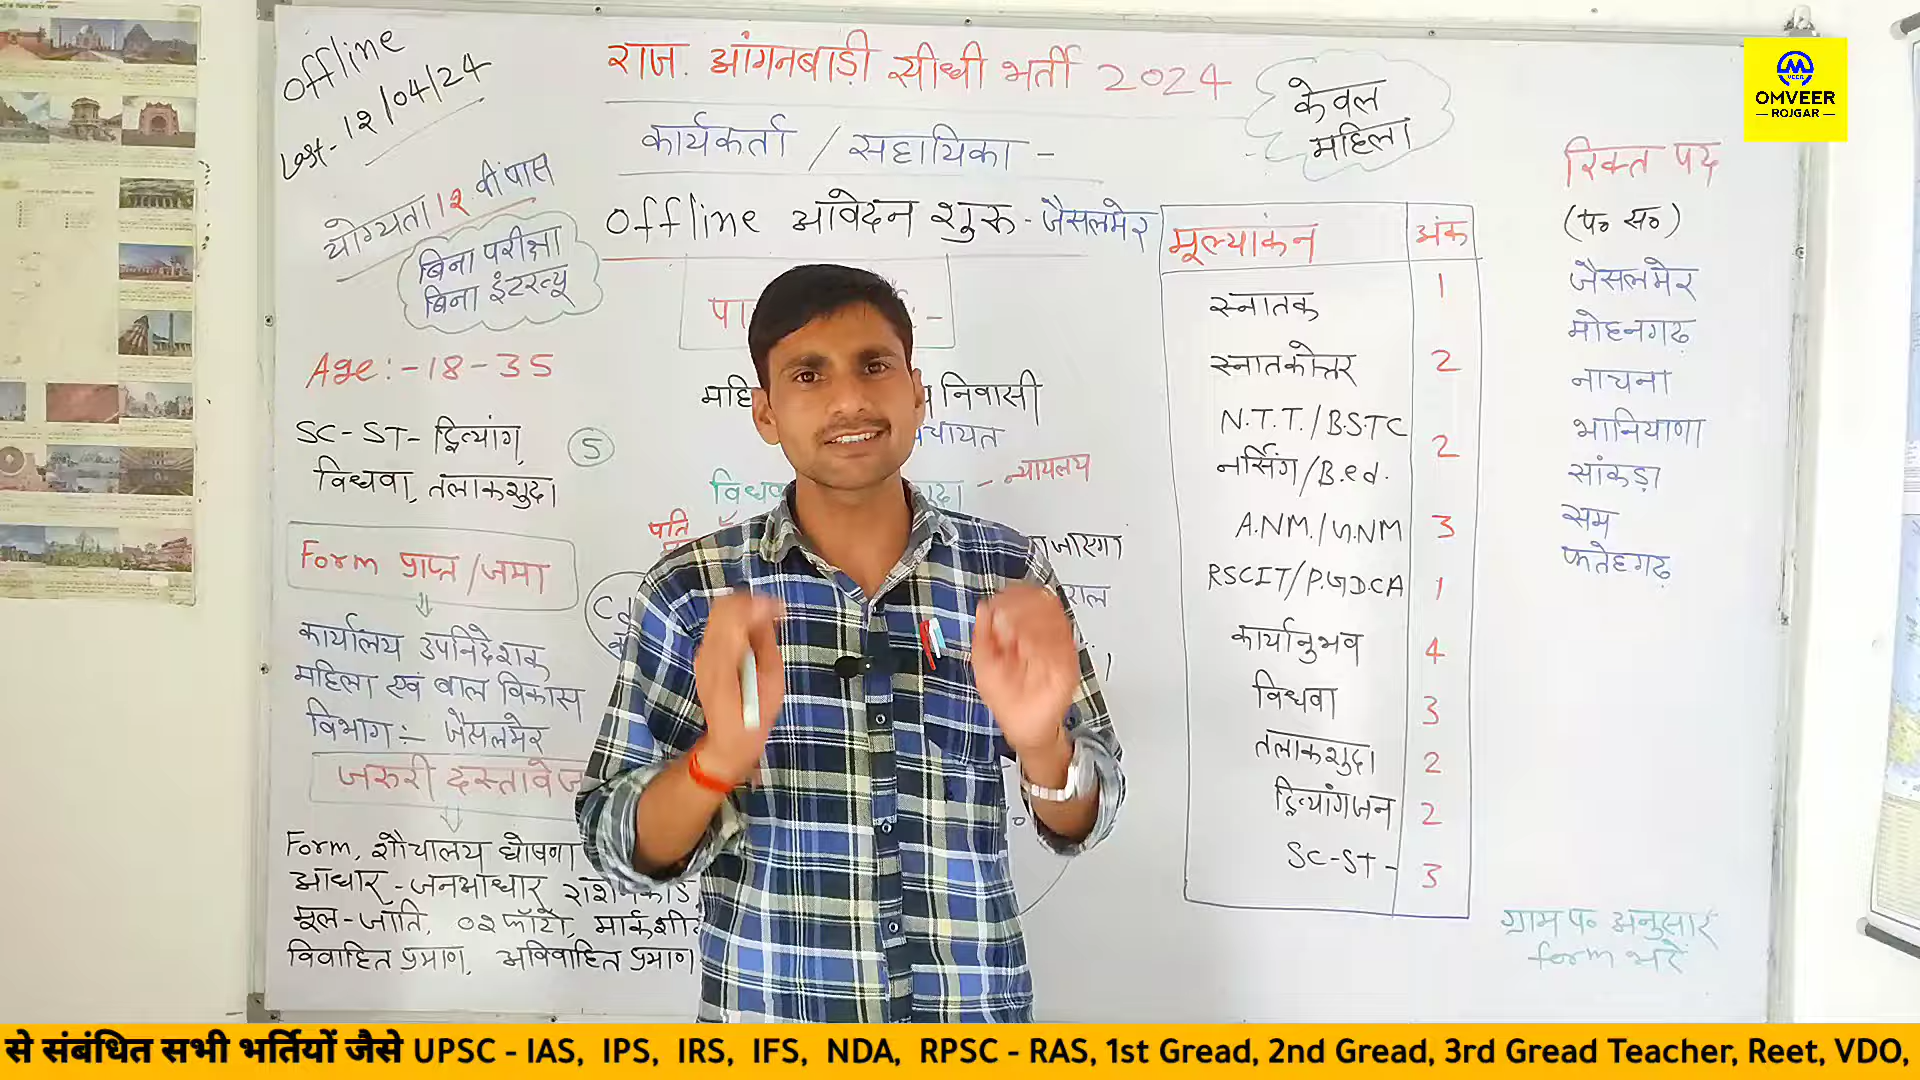 offline
Last - 12/04/24
राज. आंगनबाड़ी सीधी भर्ती 2024
केवल
महिला
कार्यकर्ता / सहायिका -
योग्यता 12 वीं पास
offline आवेदन शुरू - जैसलमेर
बिना परीक्षा
बिना इंटरव्यू
Age:- 18-35
SC-ST- दिव्यांग,
विधवा, तलाकशुदा
5
Form प्राप्त / जमा
कार्यालय उपनिदेशक
महिला एवं बाल विकास
विभाग :- जैसलमेर
जरुरी दस्तावेज
Form, शौचालय घोषणा
आधार - जनआधार, राशनकार्ड,
मूल-जाति, 02 फोटो,
विवाहित प्रमाण, अविवाहित प्रमाण
निवासी
न्यायलय
पति
मूल्यांकन अंक
स्नातक 1
स्नातकोत्तर 2
N.T.T. / B.S.T.C
नर्सिंग / B.ed. 2
A.N.M. / G.N.M 3
RSCIT / P.G.D.C.A 1
कार्यानुभव 4
विधवा 3
तलाकशुदा 2
दिव्यांगजन 2
SC-ST - 3
रिक्त पद
(प० स०)
जैसलमेर
मोहनगढ़
नाचना
भानियाणा
सांकड़ा
सम
फतेहगढ़
ग्राम प० अनुसार
form भरें
OMVEER
ROJGAR
से संबंधित सभी भर्तियों जैसे UPSC - IAS, IPS, IRS, IFS, NDA, RPSC - RAS, 1st Gread, 2nd Gread, 3rd Gread Teacher, Reet, VDO,